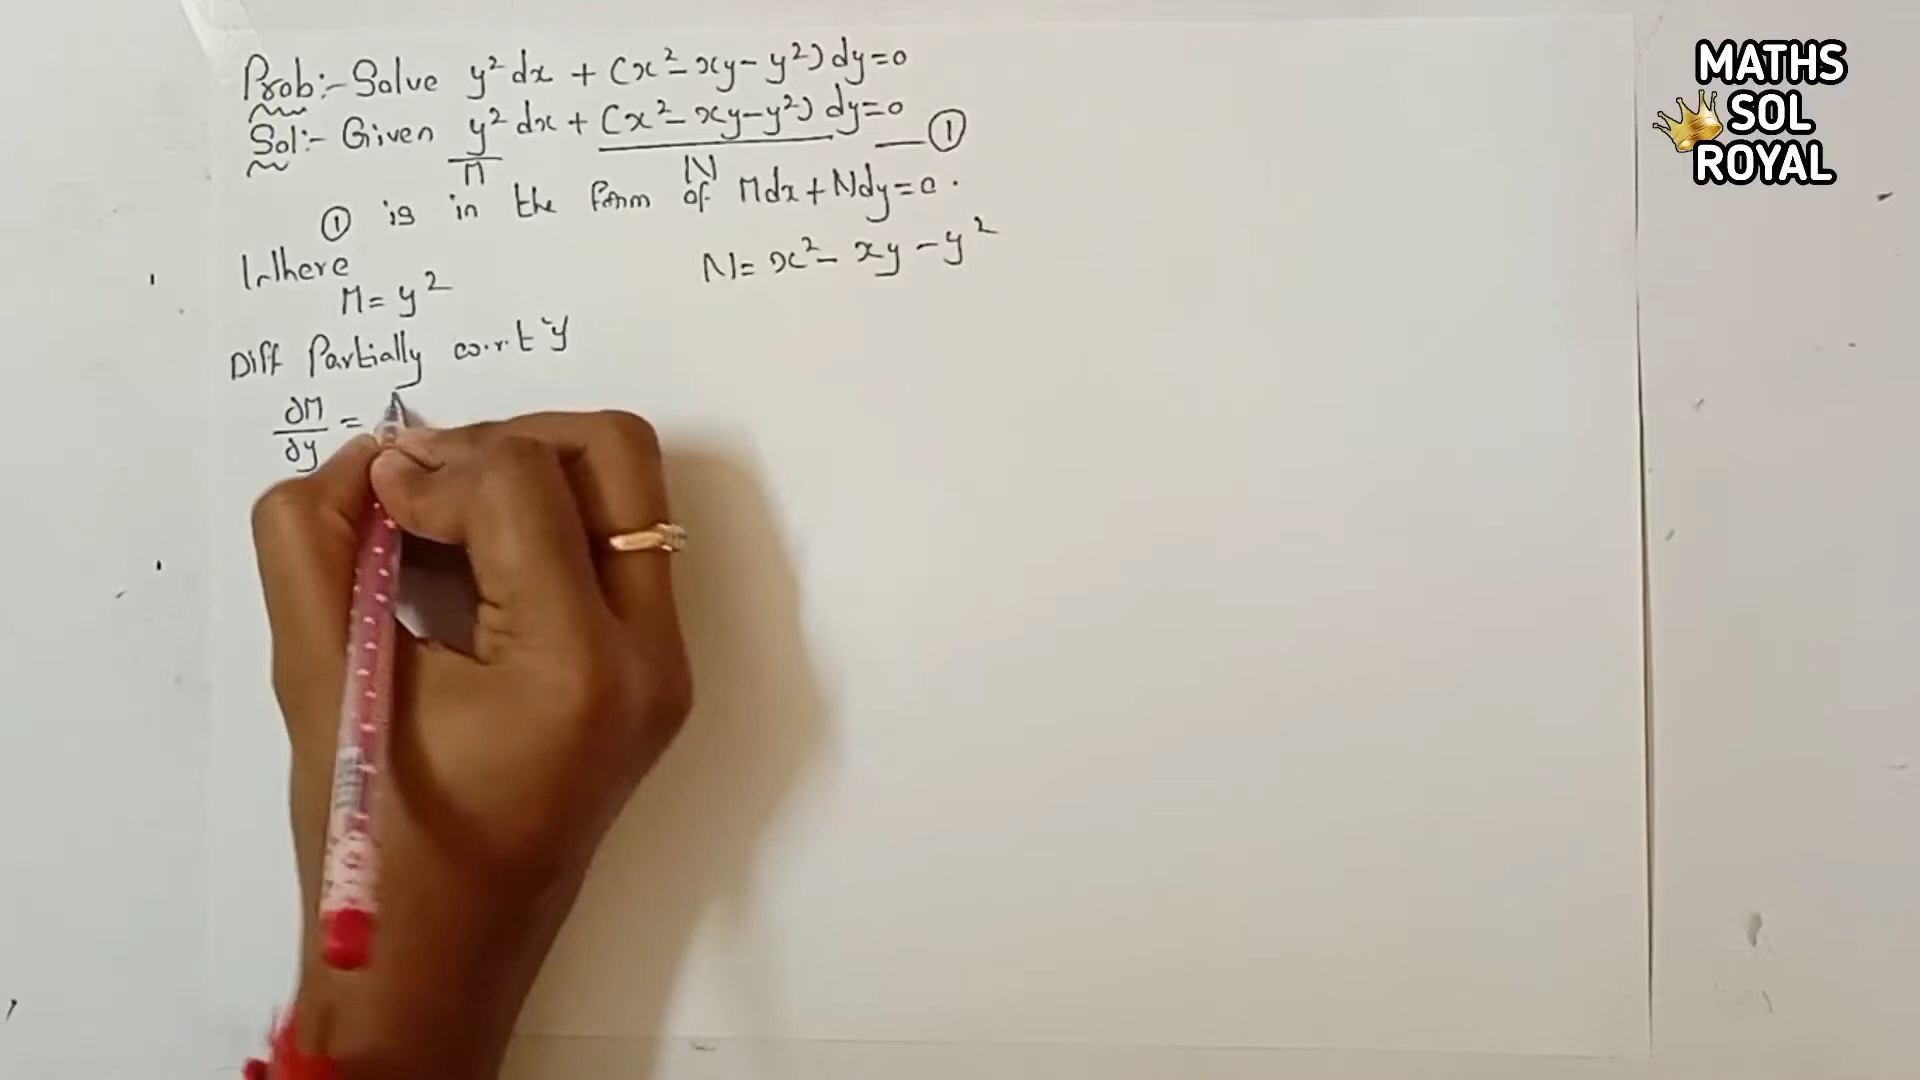 Prob:- Solve y² dx + (x² - xy - y²) dy = 0
Sol:- Given y² dx + (x² - xy - y²) dy = 0 — ①
M N
① is in the form of Mdx + Ndy = 0.
Where
M = y² N = x² - xy - y²
Diff Partially w.r.t 'y'
∂M/∂y =
MATHS
SOL
ROYAL